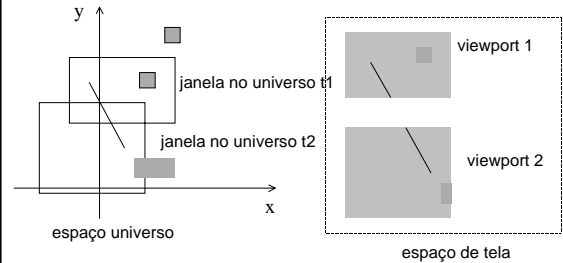 y
viewport 1
janela no universo t1
janela no universo t2
viewport 2
x
espaço universo
espaço de tela